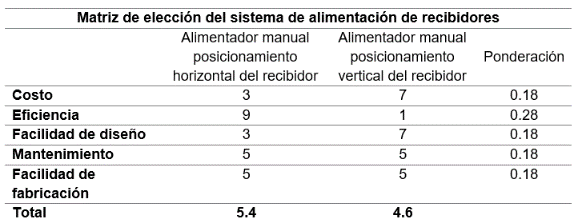 Matriz de elección del sistema de alimentación de recibidores
Alimentador manual posicionamiento horizontal del recibidor Alimentador manual posicionamiento vertical del recibidor Ponderación
Costo 3 7 0.18
Eficiencia 9 1 0.28
Facilidad de diseño 3 7 0.18
Mantenimiento 5 5 0.18
Facilidad de fabricación 5 5 0.18
Total 5.4 4.6